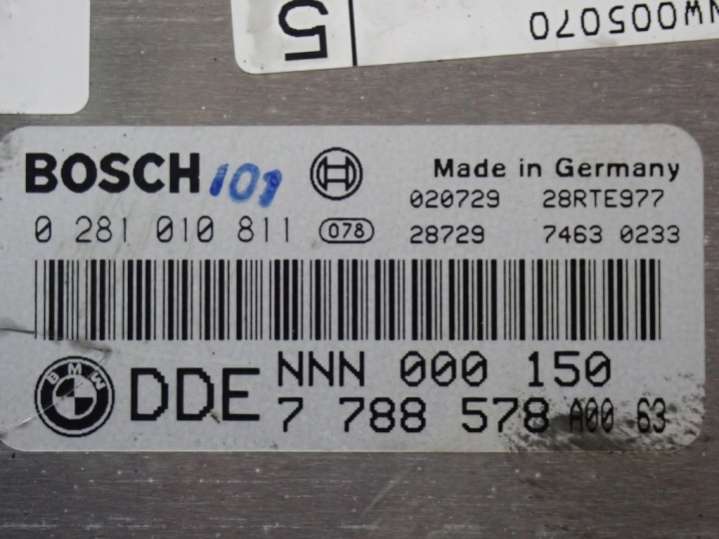 5
NW005070
BOSCH 101
Made in Germany
020729 28RTE977
0 281 010 811 078 28729 7463 0233
BMW
DDE NNN 000 150
7 788 578 A00 63